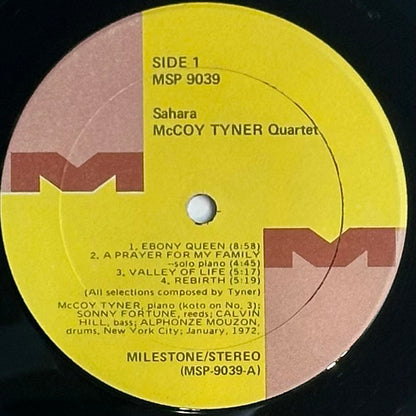 SIDE 1
MSP 9039
Sahara
McCOY TYNER Quartet
1. EBONY QUEEN (8:58)
2. A PRAYER FOR MY FAMILY
—solo piano (4:45)
3. VALLEY OF LIFE (5:17)
4. REBIRTH (5:19)
(All selections composed by Tyner)
McCOY TYNER, piano (koto on No. 3);
SONNY FORTUNE, reeds; CALVIN
HILL, bass; ALPHONZE MOUZON,
drums, New York City; January, 1972.
MILESTONE/STEREO
(MSP-9039-A)